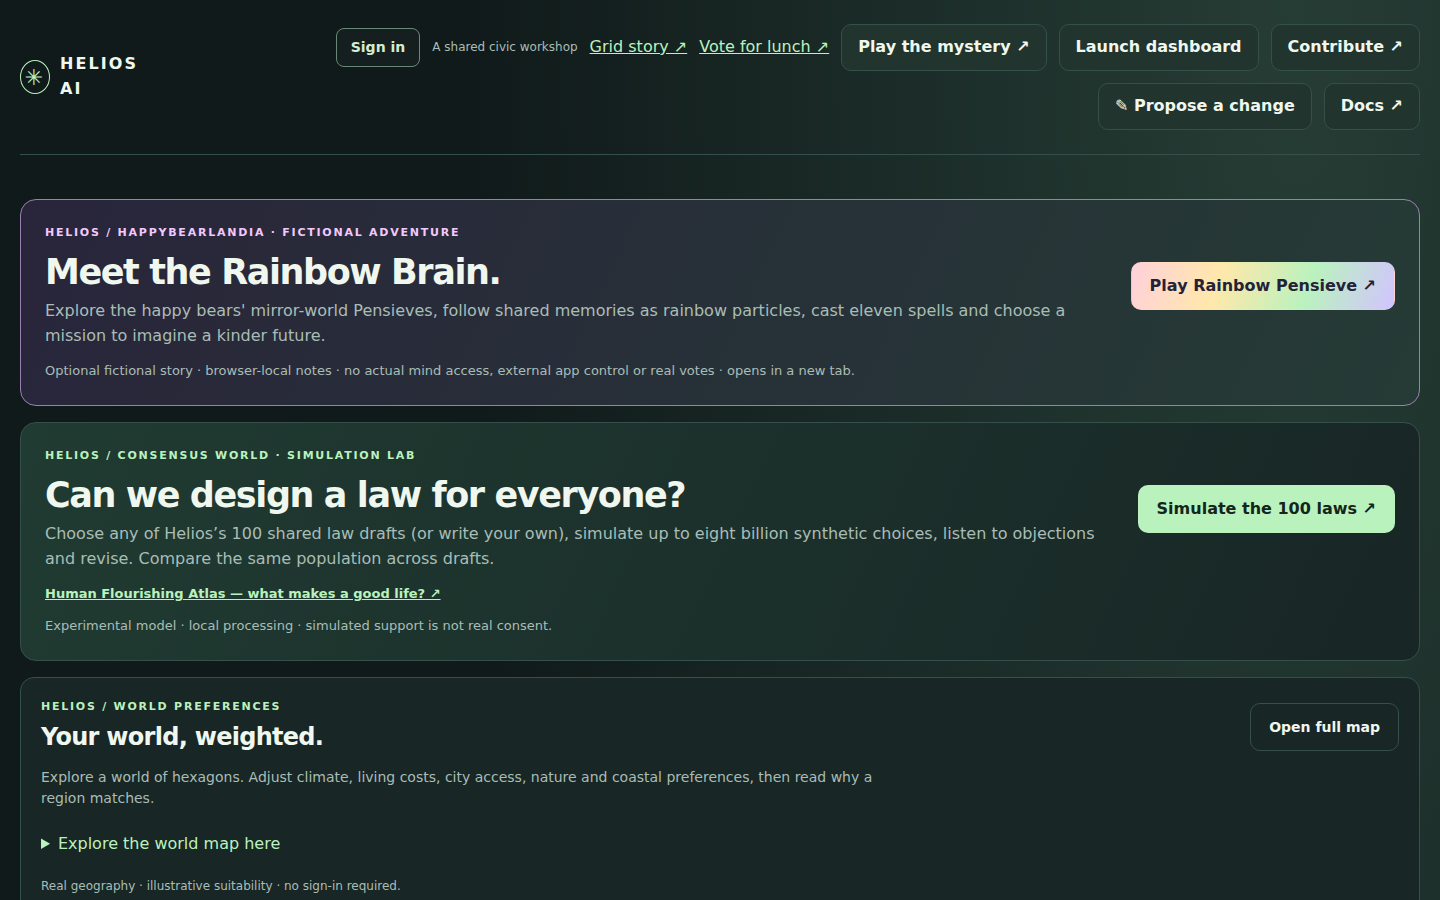 HELIOS
AI
Sign in
A shared civic workshop
Grid story ↗
Vote for lunch ↗
Play the mystery ↗
Launch dashboard
Contribute ↗
✎ Propose a change
Docs ↗
HELIOS / HAPPYBEARLANDIA · FICTIONAL ADVENTURE
Meet the Rainbow Brain.
Explore the happy bears' mirror-world Pensieves, follow shared memories as rainbow particles, cast eleven spells and choose a
mission to imagine a kinder future.
Optional fictional story · browser-local notes · no actual mind access, external app control or real votes · opens in a new tab.
Play Rainbow Pensieve ↗
HELIOS / CONSENSUS WORLD · SIMULATION LAB
Can we design a law for everyone?
Choose any of Helios’s 100 shared law drafts (or write your own), simulate up to eight billion synthetic choices, listen to objections
and revise. Compare the same population across drafts.
Human Flourishing Atlas — what makes a good life? ↗
Experimental model · local processing · simulated support is not real consent.
Simulate the 100 laws ↗
HELIOS / WORLD PREFERENCES
Your world, weighted.
Explore a world of hexagons. Adjust climate, living costs, city access, nature and coastal preferences, then read why a
region matches.
Open full map
▶ Explore the world map here
Real geography · illustrative suitability · no sign-in required.